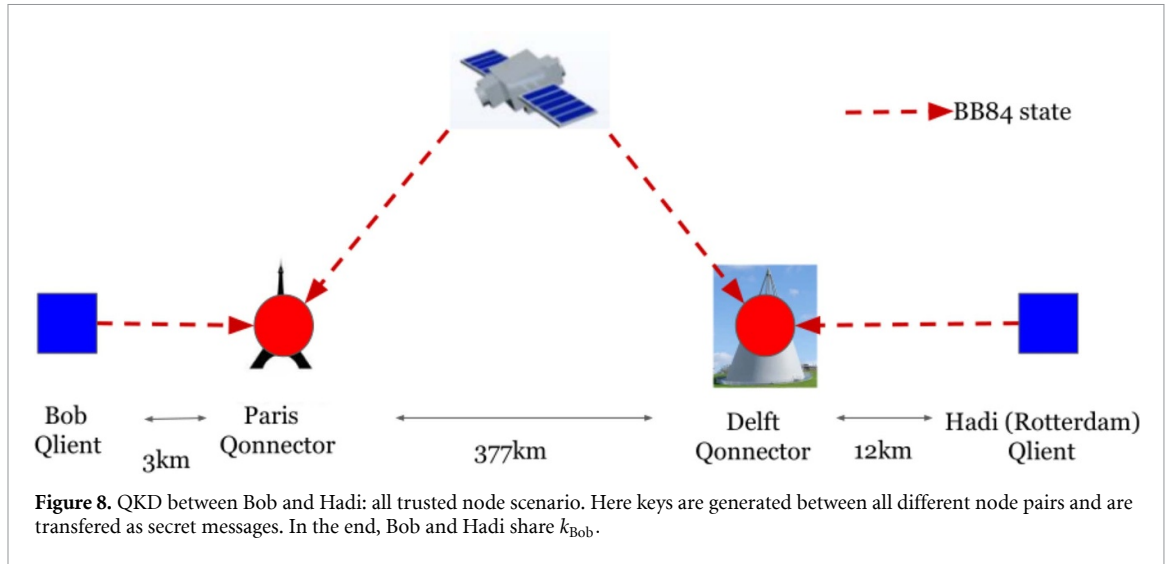 BB84 state
Bob
Qlient
3km
Paris
Qonnector
377km
Delft
Qonnector
12km
Hadi (Rotterdam)
Qlient
Figure 8. QKD between Bob and Hadi: all trusted node scenario. Here keys are generated between all different node pairs and are
transfered as secret messages. In the end, Bob and Hadi share kBob.